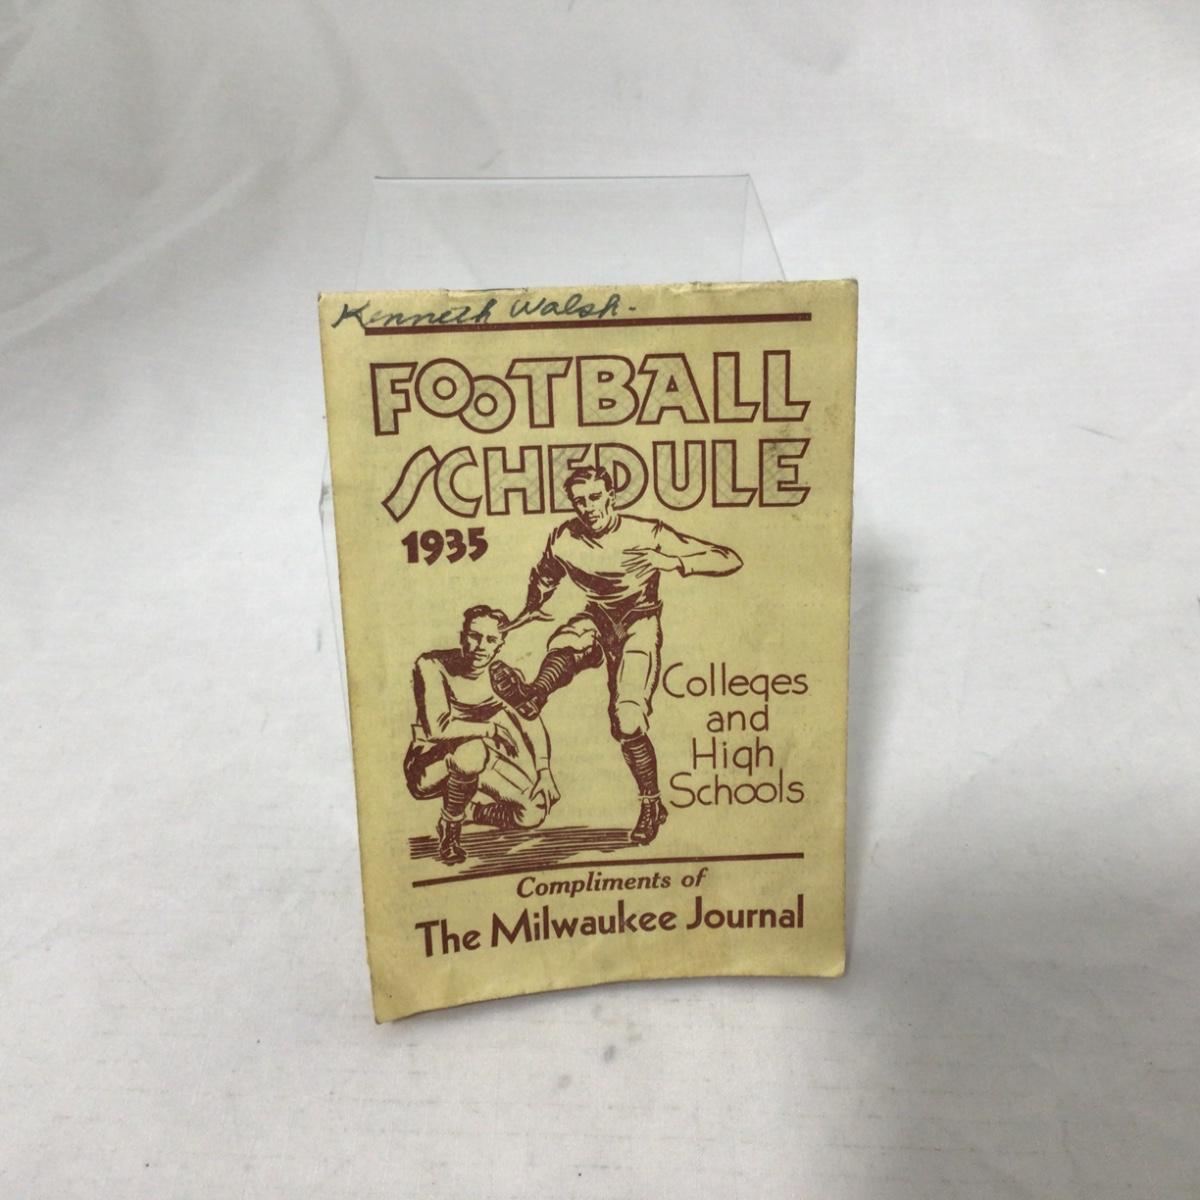 Kenneth Walsh.
FOOTBALL
SCHEDULE
1935
Colleges
and
High
Schools
Compliments of
The Milwaukee Journal